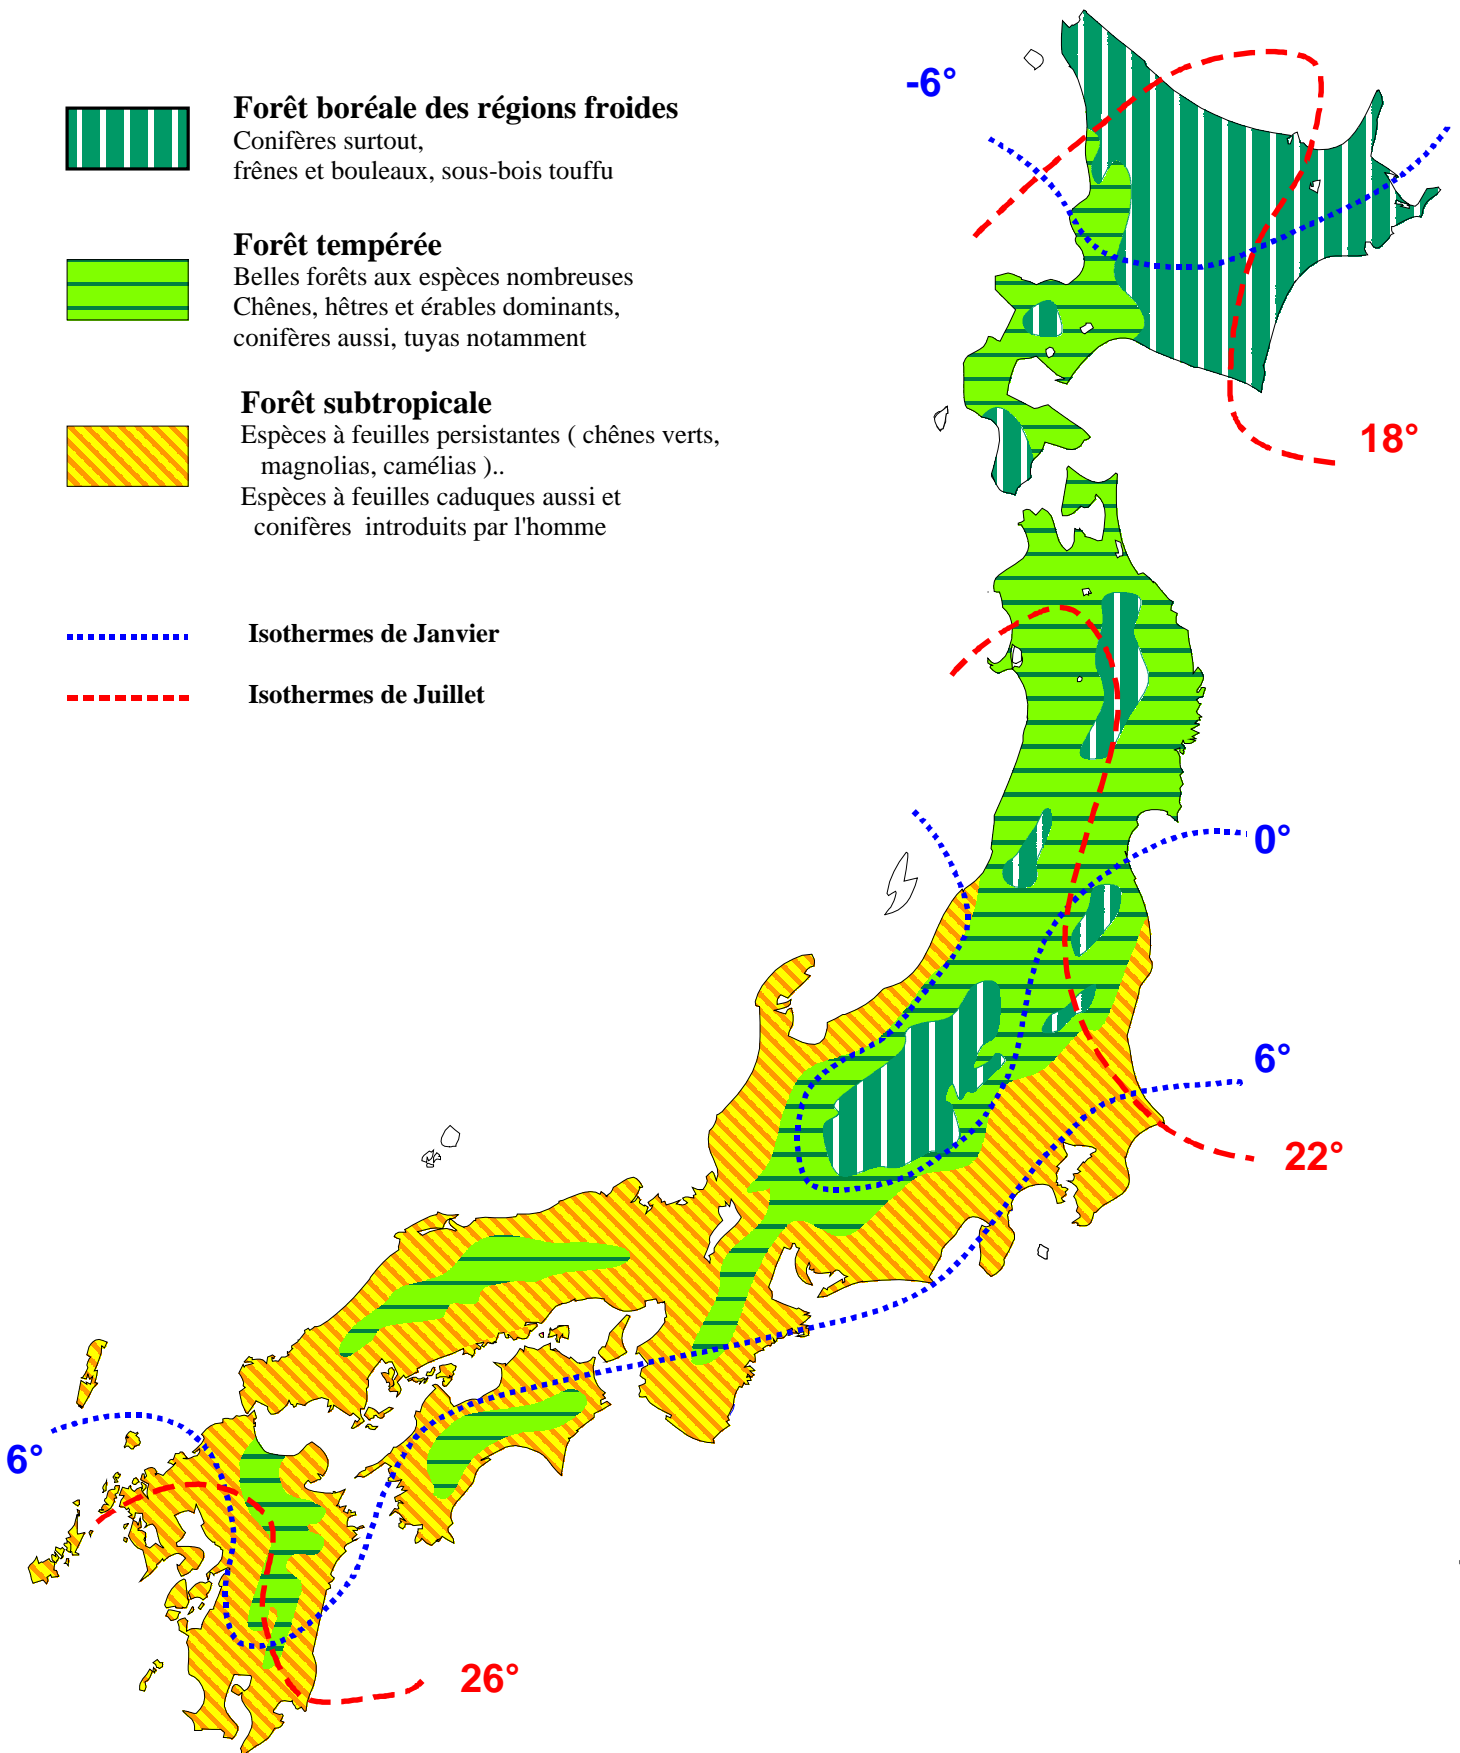 Forêt boréale des régions froides
Conifères surtout,
frênes et bouleaux, sous-bois touffu
Forêt tempérée
Belles forêts aux espèces nombreuses
Chênes, hêtres et érables dominants,
conifères aussi, tuyas notamment
Forêt subtropicale
Espèces à feuilles persistantes ( chênes verts,
magnolias, camélias )..
Espèces à feuilles caduques aussi et
conifères introduits par l'homme
Isothermes de Janvier
Isothermes de Juillet
-6°
18°
0°
6°
22°
6°
26°